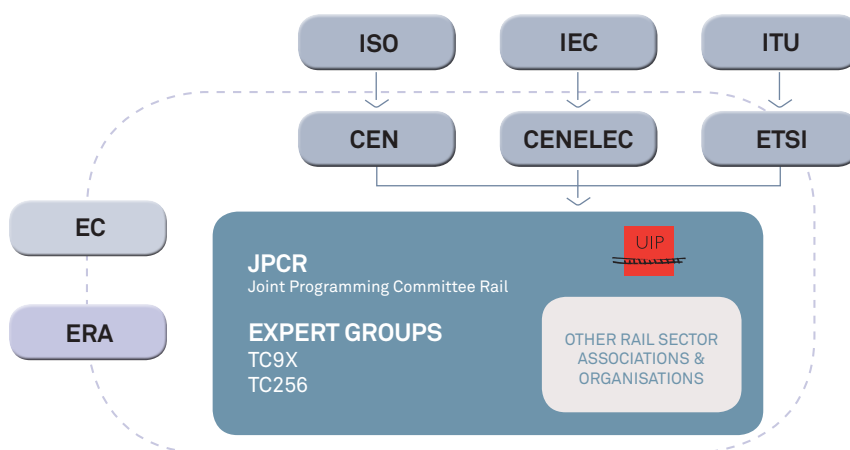 ISO
IEC
ITU
CEN
CENELEC
ETSI
EC
ERA
JPCR
Joint Programming Committee Rail
EXPERT GROUPS
TC9X
TC256
UIP
OTHER RAIL SECTOR
ASSOCIATIONS &
ORGANISATIONS